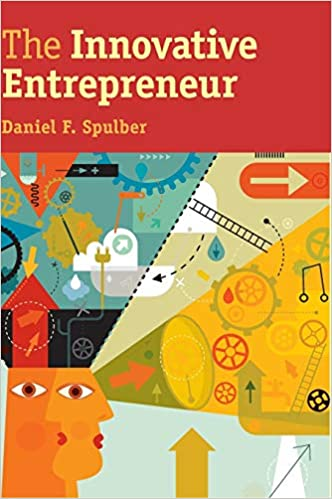 The Innovative
Entrepreneur
Daniel F. Spulber